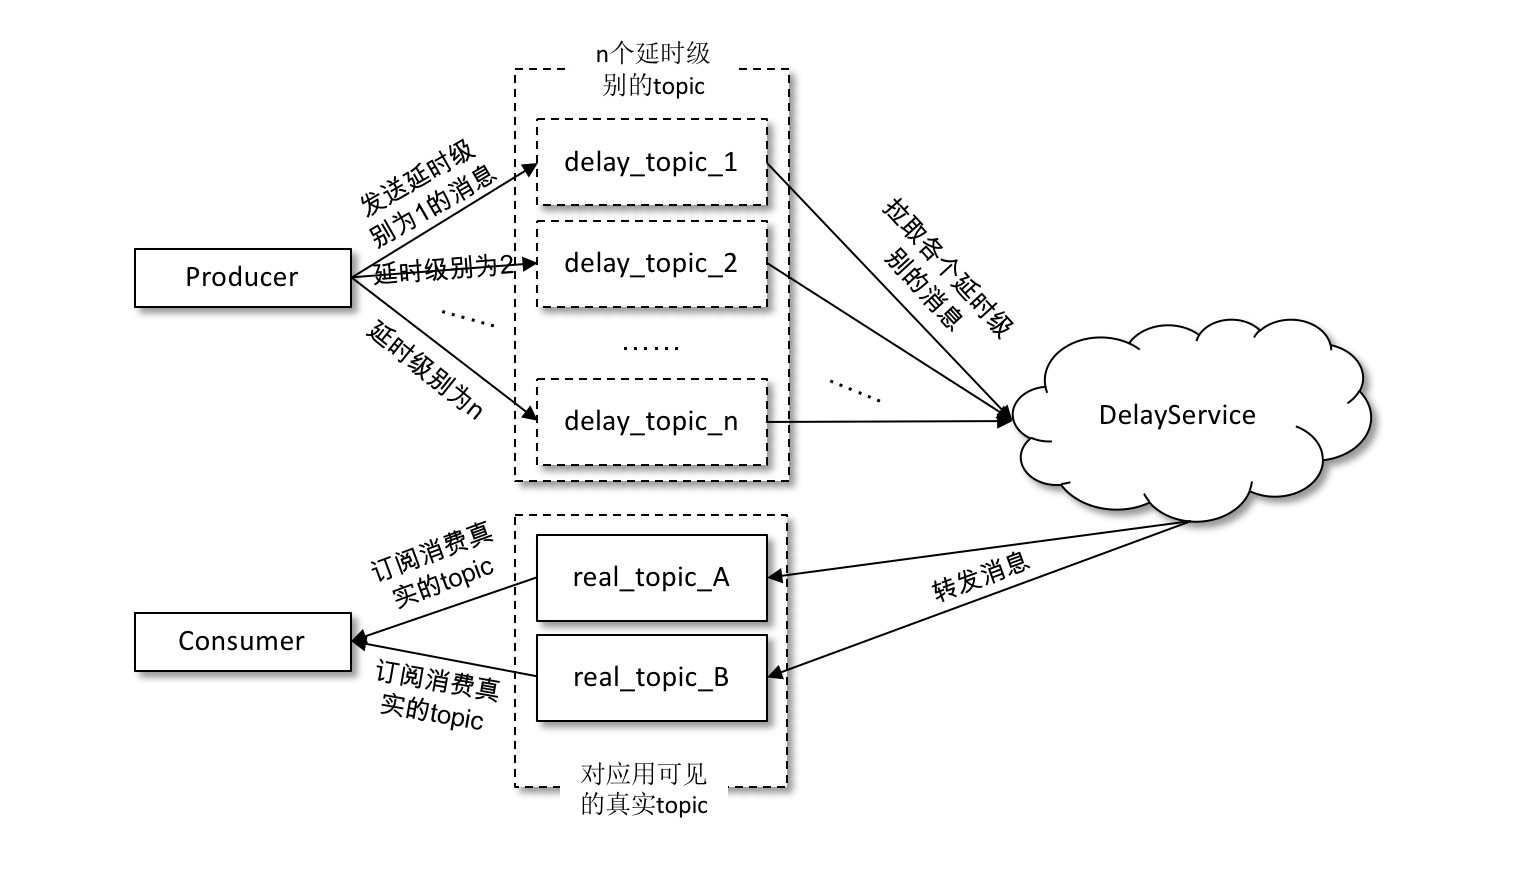 n个延时级
别的topic
delay_topic_1
发送延时级
别为1的消息
Producer
延时级别为2
delay_topic_2
......
延时级别为n
......
delay_topic_n
拉取各个延时级
别的消息
......
DelayService
订阅消费真
实的topic
real_topic_A
转发消息
Consumer
订阅消费真
实的topic
real_topic_B
对应用可见
的真实topic